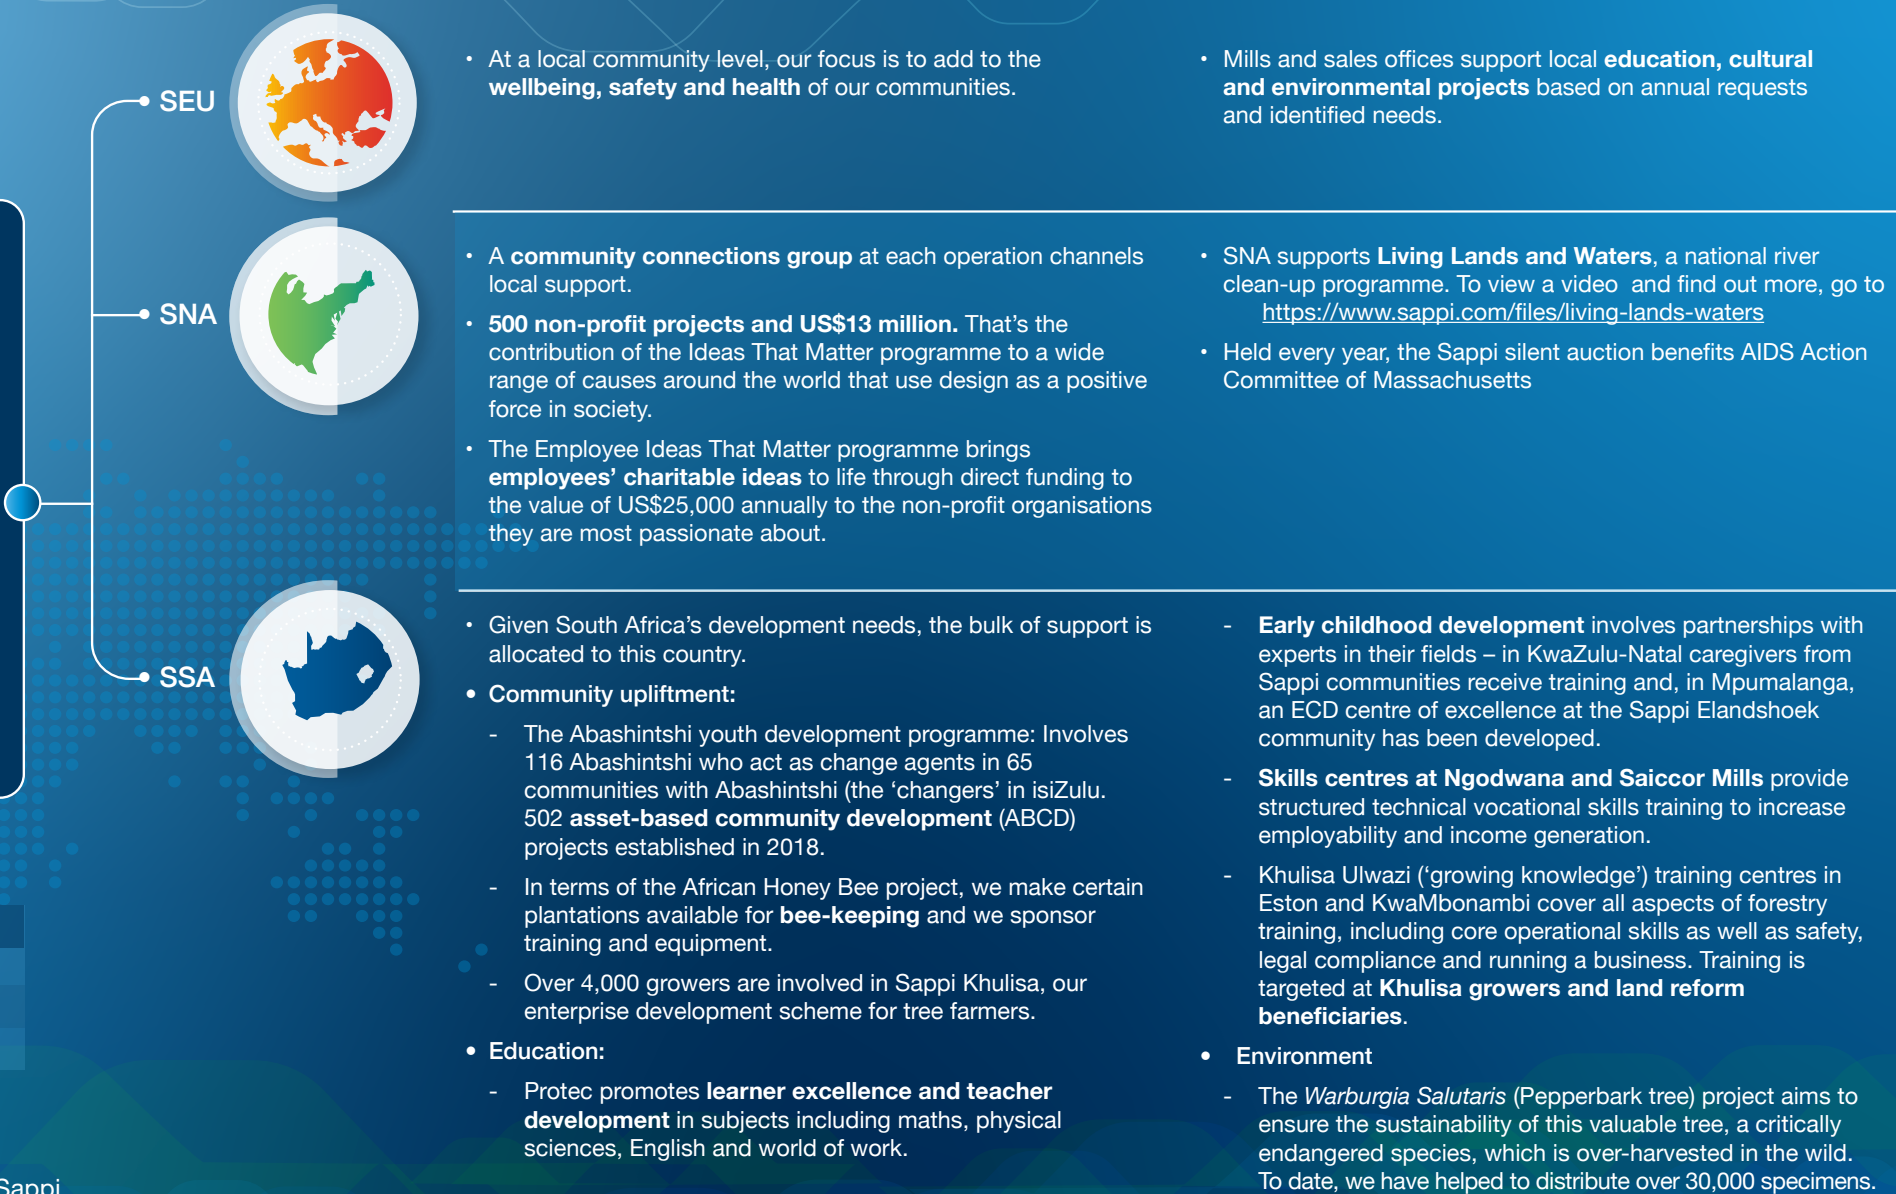 SEU
• At a local community level, our focus is to add to the
wellbeing, safety and health of our communities.
• Mills and sales offices support local education, cultural
and environmental projects based on annual requests
and identified needs.
SNA
• A community connections group at each operation channels
local support.
• 500 non-profit projects and US$13 million. That’s the
contribution of the Ideas That Matter programme to a wide
range of causes around the world that use design as a positive
force in society.
• The Employee Ideas That Matter programme brings
employees’ charitable ideas to life through direct funding to
the value of US$25,000 annually to the non-profit organisations
they are most passionate about.
• SNA supports Living Lands and Waters, a national river
clean-up programme. To view a video and find out more, go to
https://www.sappi.com/files/living-lands-waters
• Held every year, the Sappi silent auction benefits AIDS Action
Committee of Massachusetts
SSA
• Given South Africa’s development needs, the bulk of support is
allocated to this country.
• Community upliftment:
- The Abashintshi youth development programme: Involves
116 Abashintshi who act as change agents in 65
communities with Abashintshi (the ‘changers’ in isiZulu.
502 asset-based community development (ABCD)
projects established in 2018.
- In terms of the African Honey Bee project, we make certain
plantations available for bee-keeping and we sponsor
training and equipment.
- Over 4,000 growers are involved in Sappi Khulisa, our
enterprise development scheme for tree farmers.
• Education:
- Protec promotes learner excellence and teacher
development in subjects including maths, physical
sciences, English and world of work.
- Early childhood development involves partnerships with
experts in their fields – in KwaZulu-Natal caregivers from
Sappi communities receive training and, in Mpumalanga,
an ECD centre of excellence at the Sappi Elandshoek
community has been developed.
- Skills centres at Ngodwana and Saiccor Mills provide
structured technical vocational skills training to increase
employability and income generation.
- Khulisa Ulwazi (‘growing knowledge’) training centres in
Eston and KwaMbonambi cover all aspects of forestry
training, including core operational skills as well as safety,
legal compliance and running a business. Training is
targeted at Khulisa growers and land reform
beneficiaries.
• Environment
- The Warburgia Salutaris (Pepperbark tree) project aims to
ensure the sustainability of this valuable tree, a critically
endangered species, which is over-harvested in the wild.
To date, we have helped to distribute over 30,000 specimens.
Sappi